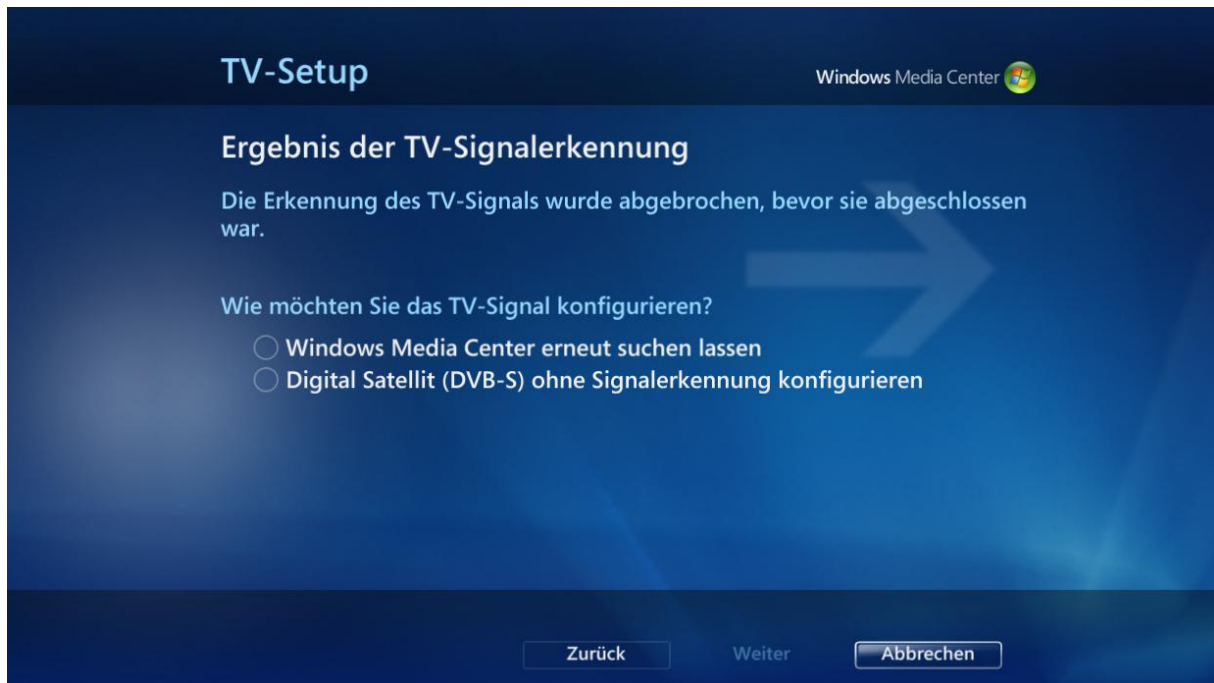 TV-Setup
Windows Media Center
Ergebnis der TV-Signalerkennung
Die Erkennung des TV-Signals wurde abgebrochen, bevor sie abgeschlossen
war.
Wie möchten Sie das TV-Signal konfigurieren?
Windows Media Center erneut suchen lassen
Digital Satellit (DVB-S) ohne Signalerkennung konfigurieren
Zurück
Weiter
Abbrechen